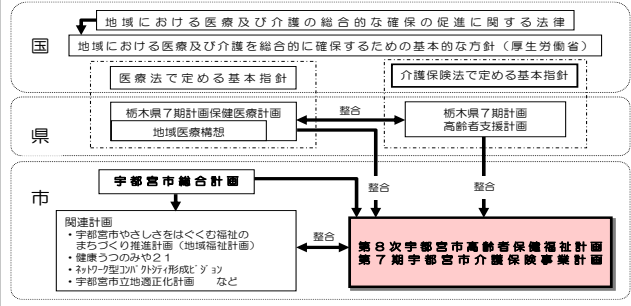 国
地域における医療及び介護の総合的な確保の促進に関する法律
地域における医療及び介護を総合的に確保するための基本的な方針（厚生労働省）
医療法で定める基本指針
介護保険法で定める基本指針
県
栃木県7期計画保健医療計画
地域医療構想
整合
栃木県7期計画
高齢者支援計画
市
宇都宮市総合計画
整合
整合
関連計画
・宇都宮市やさしさをはぐくむ福祉の
まちづくり推進計画（地域福祉計画）
・健康うつのみや２１
・ネットワーク型コンパクトシティ形成ビジョン
・宇都宮市立地適正化計画　など
整合
第８次宇都宮市高齢者保健福祉計画
第７期宇都宮市介護保険事業計画